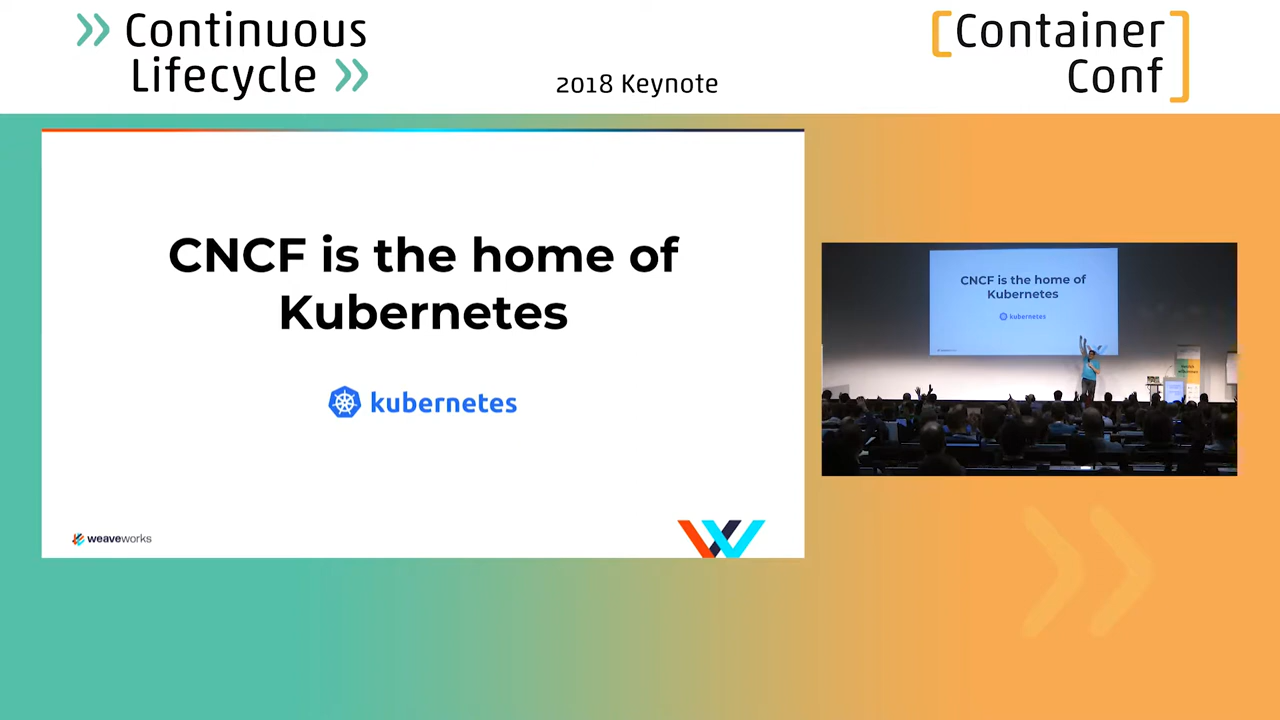 Continuous
Lifecycle
2018 Keynote
[Container
Conf]
CNCF is the home of
Kubernetes
kubernetes
weaveworks
CNCF is the home of
Kubernetes
kubernetes